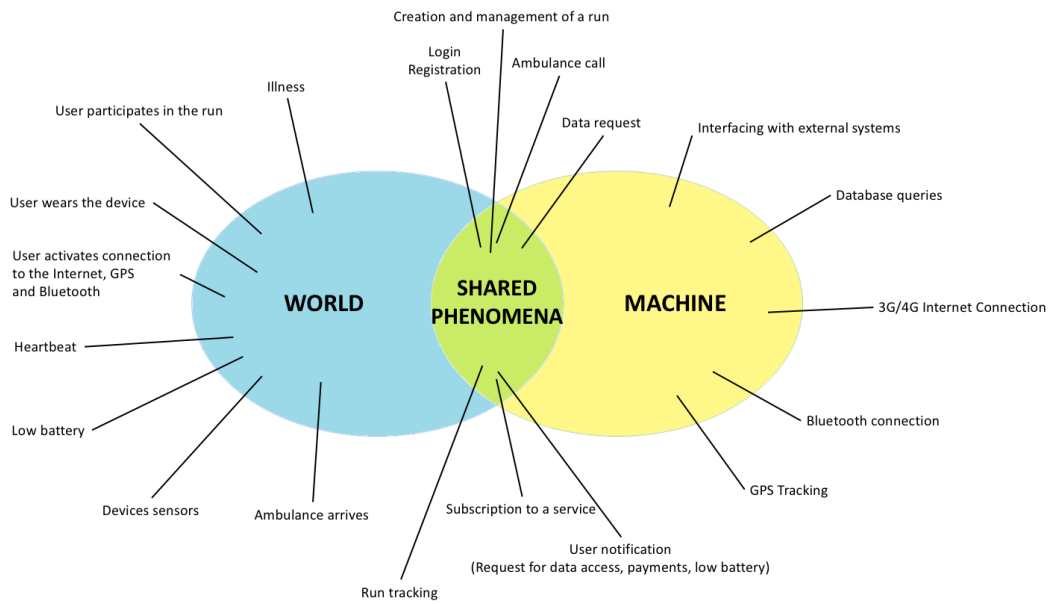 Creation and management of a run
Login
Registration
Ambulance call
Illness
User participates in the run
Data request
Interfacing with external systems
Database queries
User wears the device
User activates connection
to the Internet, GPS
and Bluetooth
WORLD
SHARED
PHENOMENA
MACHINE
3G/4G Internet Connection
Heartbeat
Low battery
Bluetooth connection
GPS Tracking
Devices sensors
Ambulance arrives
Subscription to a service
User notification
(Request for data access, payments, low battery)
Run tracking